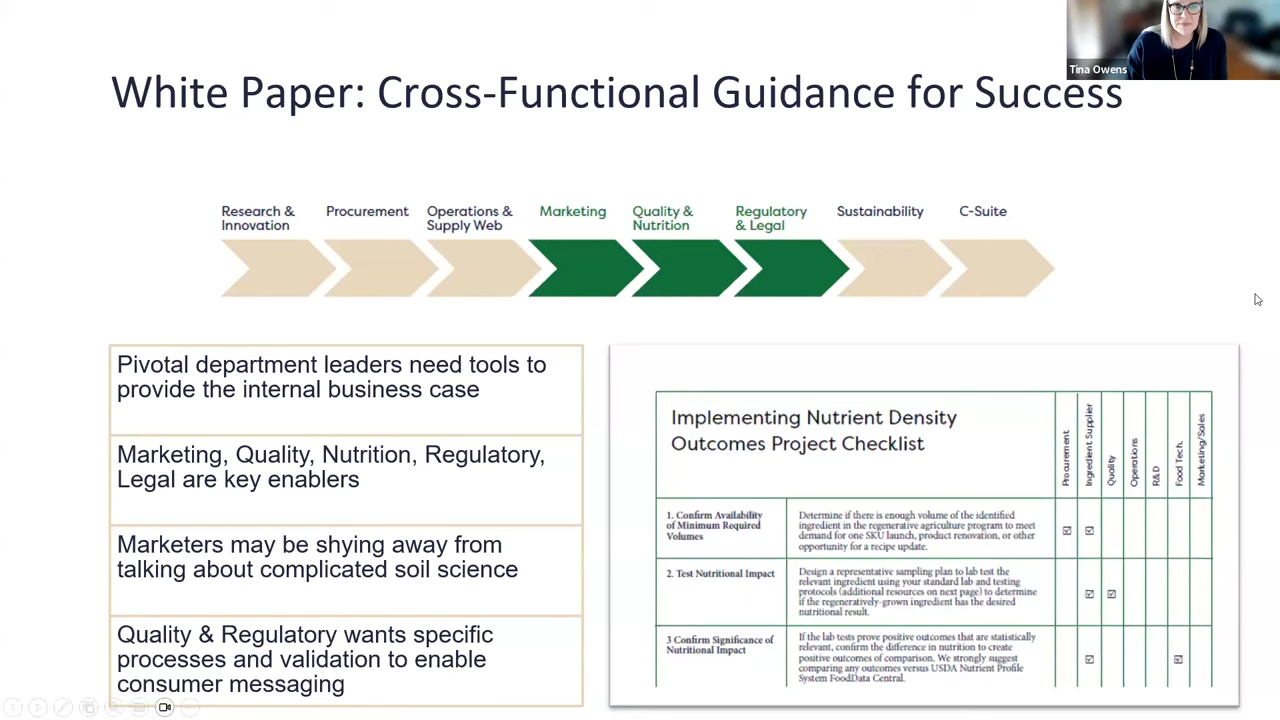 Tina Owens
White Paper: Cross-Functional Guidance for Success
Research &
Innovation
Procurement
Operations &
Supply Web
Marketing
Quality &
Nutrition
Regulatory
& Legal
Sustainability
C-Suite
Pivotal department leaders need tools to
provide the internal business case
Marketing, Quality, Nutrition, Regulatory,
Legal are key enablers
Marketers may be shying away from
talking about complicated soil science
Quality & Regulatory wants specific
processes and validation to enable
consumer messaging
Implementing Nutrient Density
Outcomes Project Checklist
Procurement
Ingredient Supplier
Quality
Operations
R&D
Food Tech.
Marketing/Sales
1. Confirm Availability
of Minimum Required
Volumes
Determine if there is enough volume of the identified
ingredient in the regenerative agriculture program to meet
demand for one SKU launch, product renovation, or other
opportunity for a recipe update.
2. Test Nutritional Impact
Design a representative sampling plan to lab test the
relevant ingredient using your standard lab and testing
protocols (additional resources on next page) to determine
if the regeneratively-grown ingredient has the desired
nutritional result.
3 Confirm Significance of
Nutritional Impact
If the lab tests prove positive outcomes that are statistically
relevant, confirm the difference in nutrition to create
positive outcomes of comparison. We strongly suggest
comparing any outcomes versus USDA Nutrient Profile
System FoodData Central.